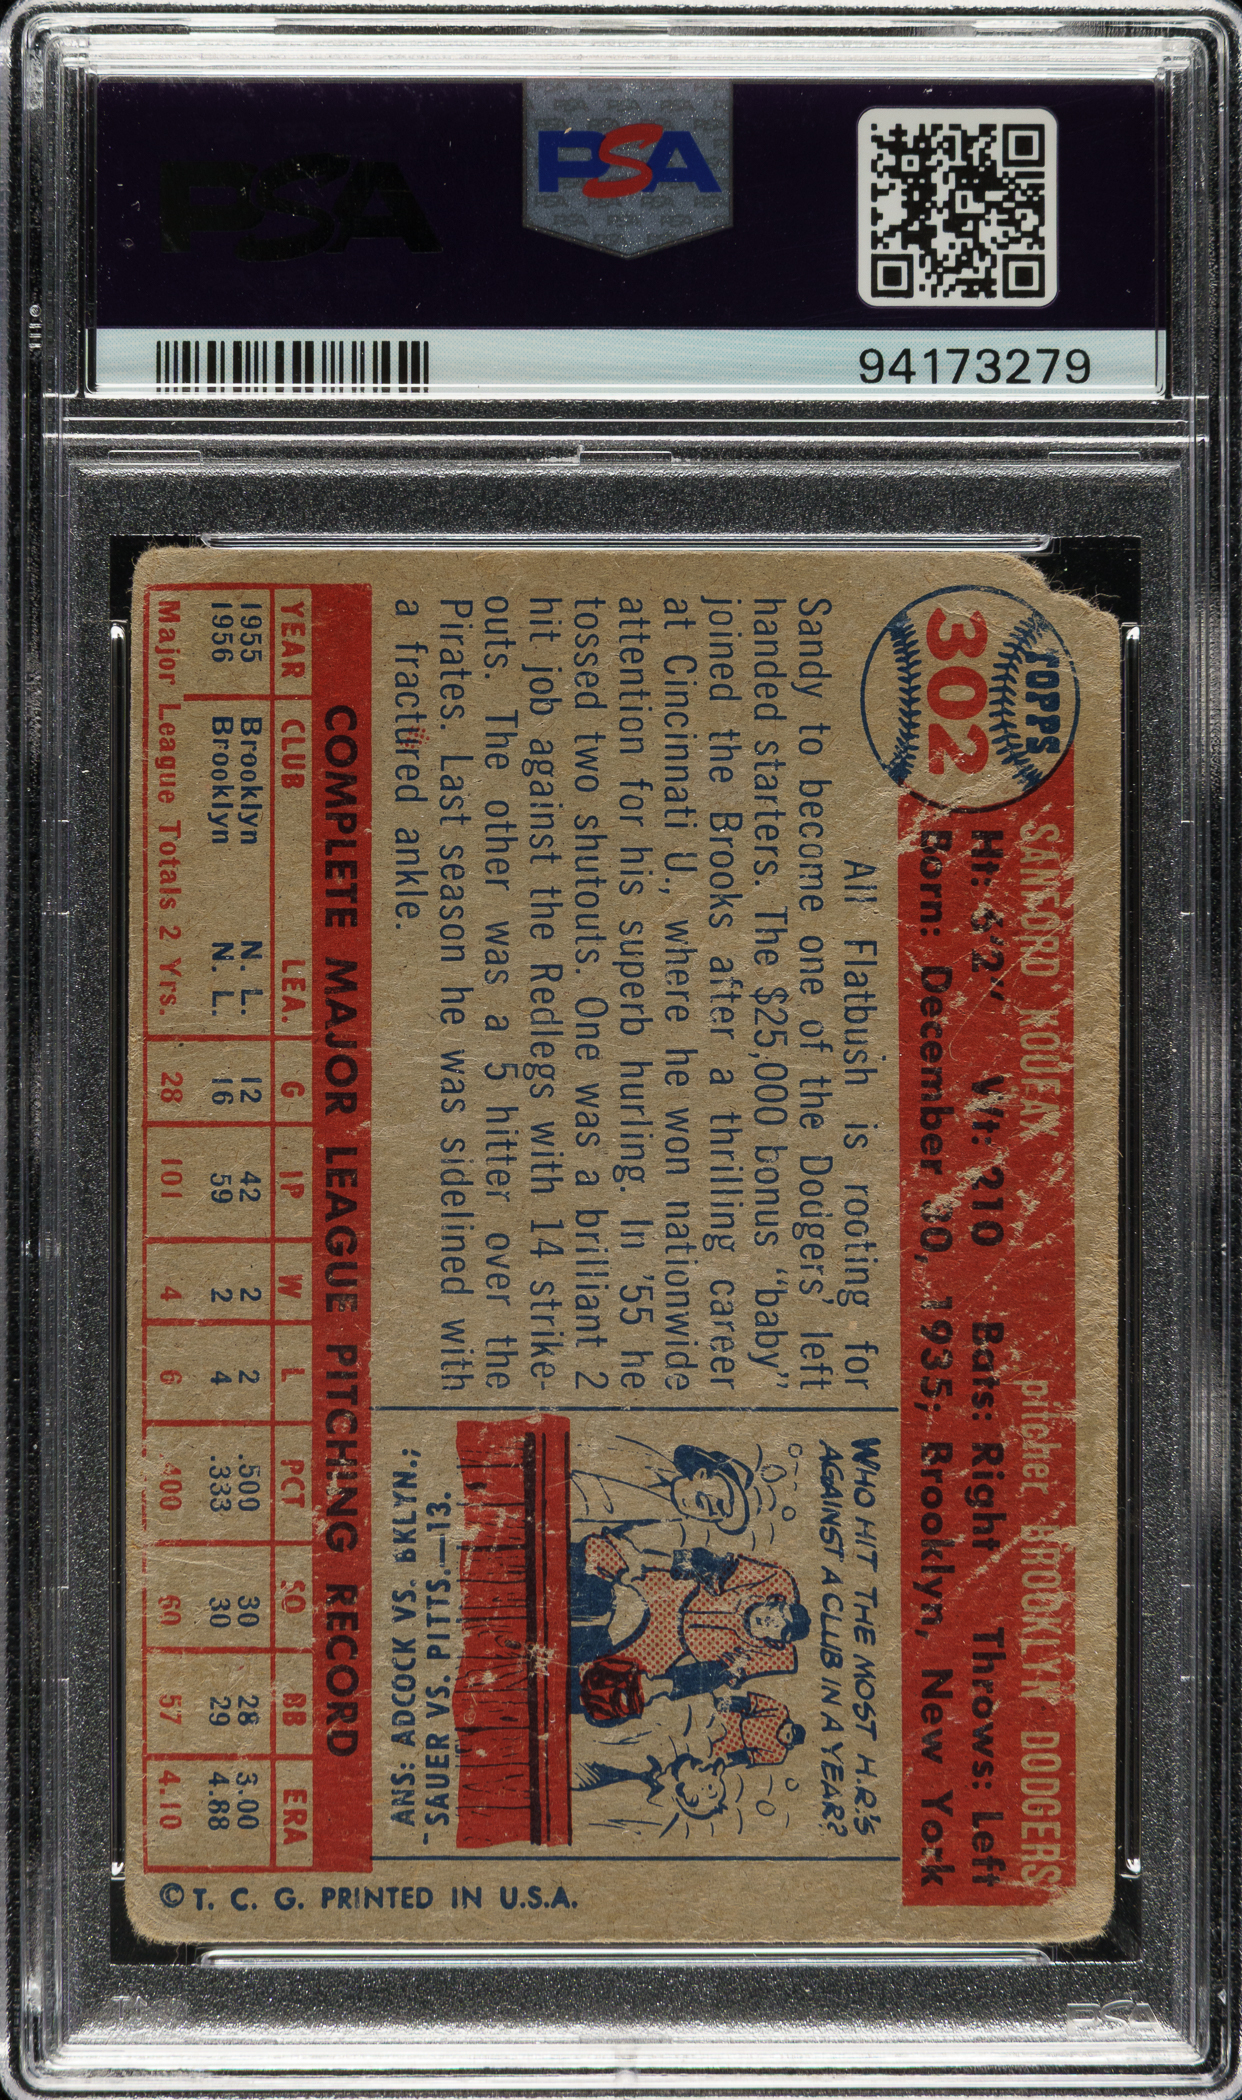 PSA
PSA
94173279
TOPPS
302
SANFORD KOUFAX pitcher BROOKLYN DODGERS
Ht: 6'2" Wt: 210 Bats: Right Throws: Left
Born: December 30, 1935; Brooklyn, New York
All Flatbush is rooting for
Sandy to become one of the Dodgers' left
handed starters. The $25,000 bonus "baby"
joined the Brooks after a thrilling career
at Cincinnati U., where he won nationwide
attention for his superb hurling. In '55 he
tossed two shutouts. One was a brilliant 2
hit job against the Redlegs with 14 strike-
outs. The other was a 5 hitter over the
Pirates. Last season he was sidelined with
a fractured ankle.
WHO HIT THE MOST H.R.'S
AGAINST A CLUB IN A YEAR?
ANS: ADCOCK VS. BKLYN.;
SAUER VS. PITTS.—13.
COMPLETE MAJOR LEAGUE PITCHING RECORD
YEAR CLUB LEA. G IP W L PCT SO BB ERA
1955 Brooklyn N. L. 12 42 2 2 .500 30 28 3.00
1956 Brooklyn N. L. 16 59 2 4 .333 30 29 4.88
Major League Totals 2 Yrs. 28 101 4 6 .400 60 57 4.10
© T. C. G. PRINTED IN U.S.A.
PSA